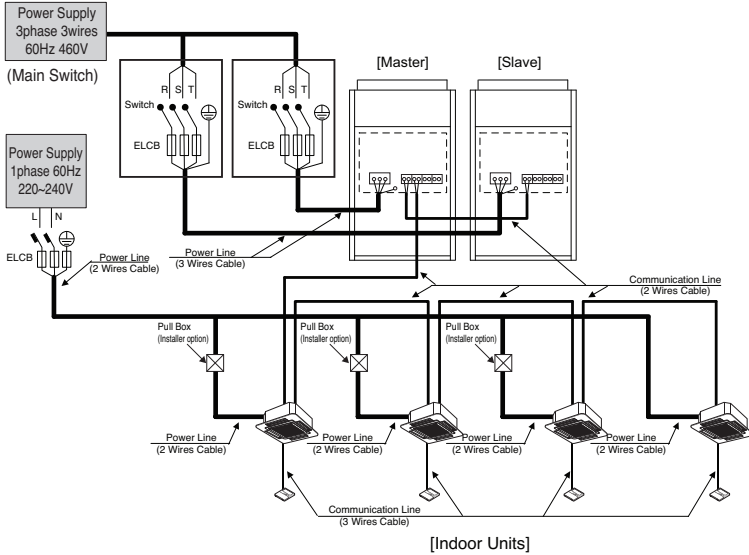 Power Supply
3phase 3wires
60Hz 460V
(Main Switch)
R S T
Switch
ELCB
R S T
Switch
ELCB
[Master]
[Slave]
Power Supply
1phase 60Hz
220~240V
L N
ELCB
Power Line
(2 Wires Cable)
Power Line
(3 Wires Cable)
Communication Line
(2 Wires Cable)
Pull Box
(Installer option)
Pull Box
(Installer option)
Pull Box
(Installer option)
Power Line
(2 Wires Cable)
Power Line
(2 Wires Cable)
Power Line
(2 Wires Cable)
Power Line
(2 Wires Cable)
Communication Line
(3 Wires Cable)
[Indoor Units]